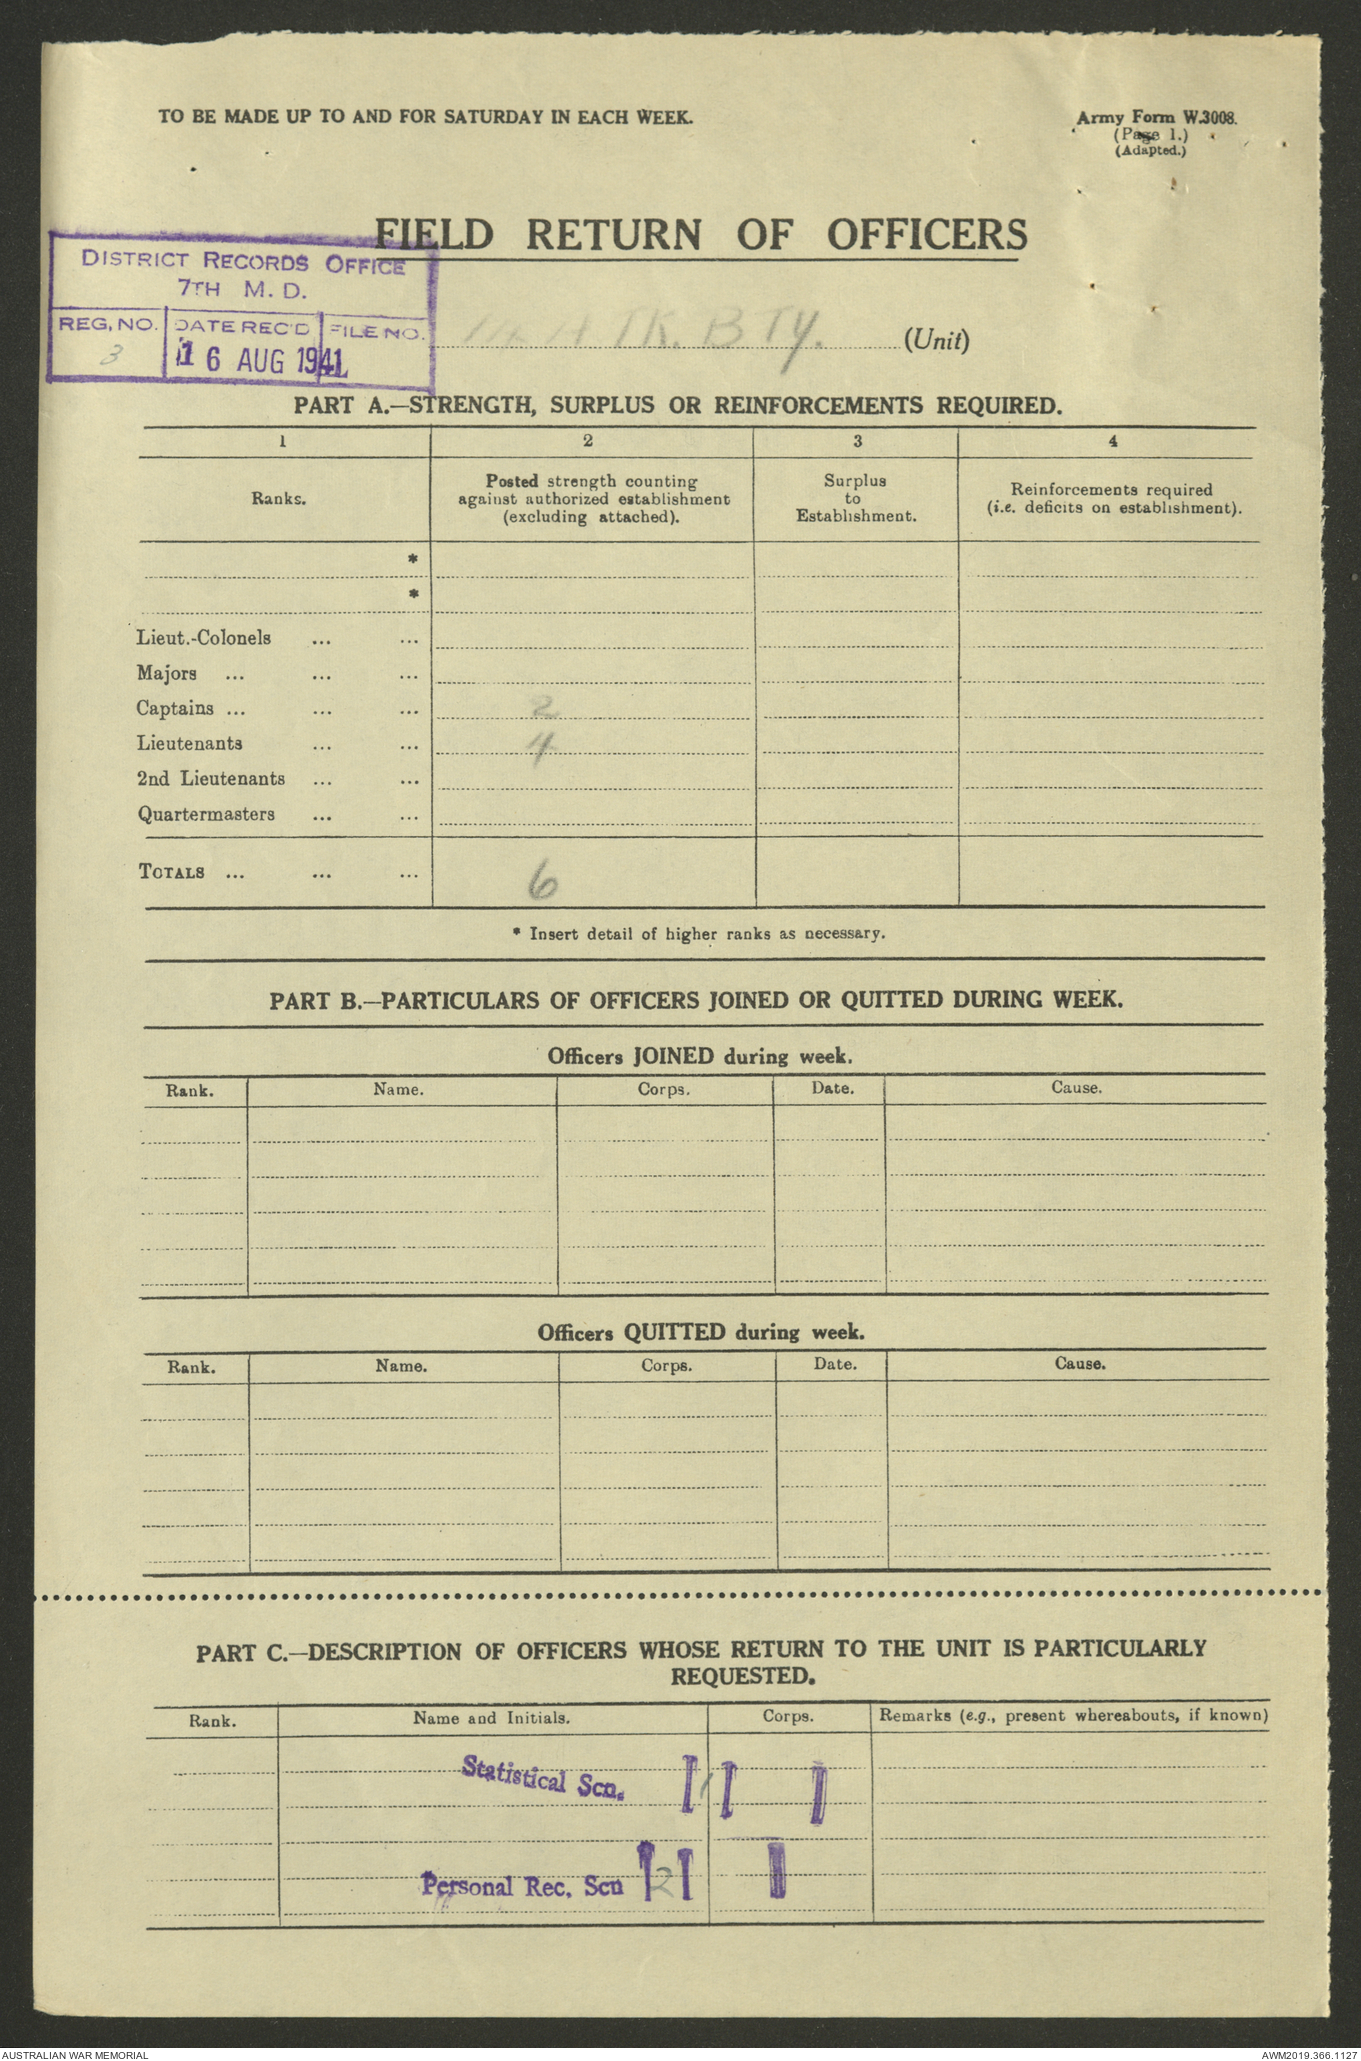 TO BE MADE UP TO AND FOR SATURDAY IN EACH WEEK.
Army Form W.3008.
(Page 1.)
(Adapted.)
FIELD RETURN OF OFFICERS
DISTRICT RECORDS OFFICE
7TH M. D.
REG. NO. DATE REC'D FILE NO.
3 16 AUG 1941
A TK. BTY. (Unit)
PART A.—STRENGTH, SURPLUS OR REINFORCEMENTS REQUIRED.
1 2 3 4
Ranks.
Posted strength counting
against authorized establishment
(excluding attached).
Surplus
to
Establishment.
Reinforcements required
(i.e. deficits on establishment).
*
*
Lieut.-Colonels ... ...
Majors ... ... ...
Captains ... ... ... 2
Lieutenants ... ... 4
2nd Lieutenants ... ...
Quartermasters ... ...
TOTALS ... ... ... 6
* Insert detail of higher ranks as necessary.
PART B.—PARTICULARS OF OFFICERS JOINED OR QUITTED DURING WEEK.
Officers JOINED during week.
Rank. Name. Corps. Date. Cause.
Officers QUITTED during week.
Rank. Name. Corps. Date. Cause.
PART C.—DESCRIPTION OF OFFICERS WHOSE RETURN TO THE UNIT IS PARTICULARLY
REQUESTED.
Rank. Name and Initials. Corps. Remarks (e.g., present whereabouts, if known)
Statistical Scn.
Personal Rec. Scn 2
AUSTRALIAN WAR MEMORIAL
AWM2019.366.1127